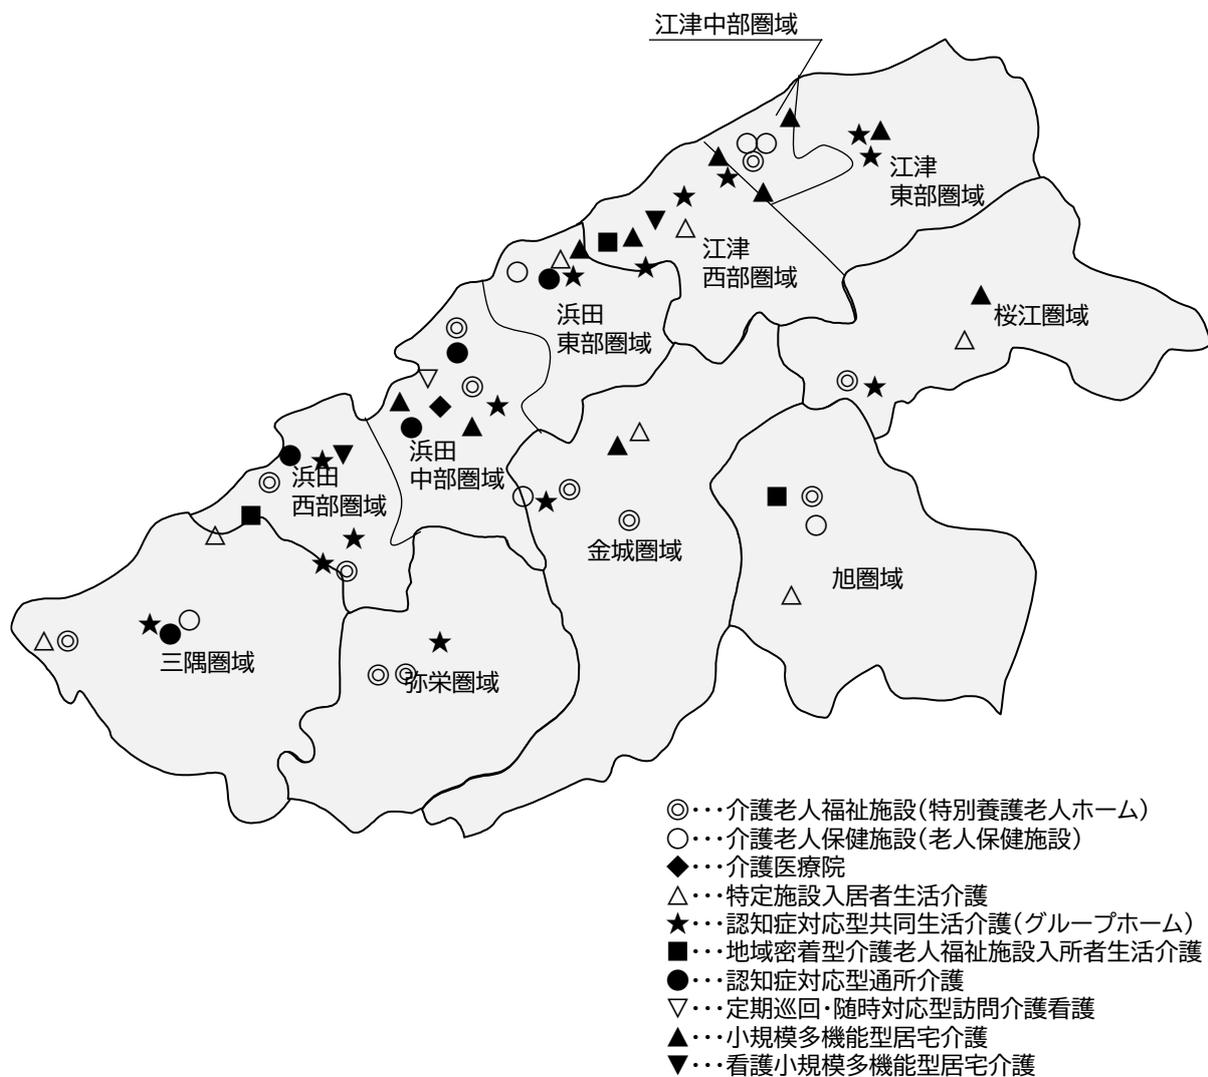 江津中部圏域
江津
東部圏域
江津
西部圏域
桜江圏域
浜田
東部圏域
浜田
中部圏域
浜田
西部圏域
金城圏域
旭圏域
三隅圏域
弥栄圏域
◎･･･介護老人福祉施設(特別養護老人ホーム)
○･･･介護老人保健施設(老人保健施設)
◆･･･介護医療院
△･･･特定施設入居者生活介護
★･･･認知症対応型共同生活介護(グループホーム)
■･･･地域密着型介護老人福祉施設入所者生活介護
●･･･認知症対応型通所介護
▽･･･定期巡回･随時対応型訪問介護看護
▲･･･小規模多機能型居宅介護
▼･･･看護小規模多機能型居宅介護